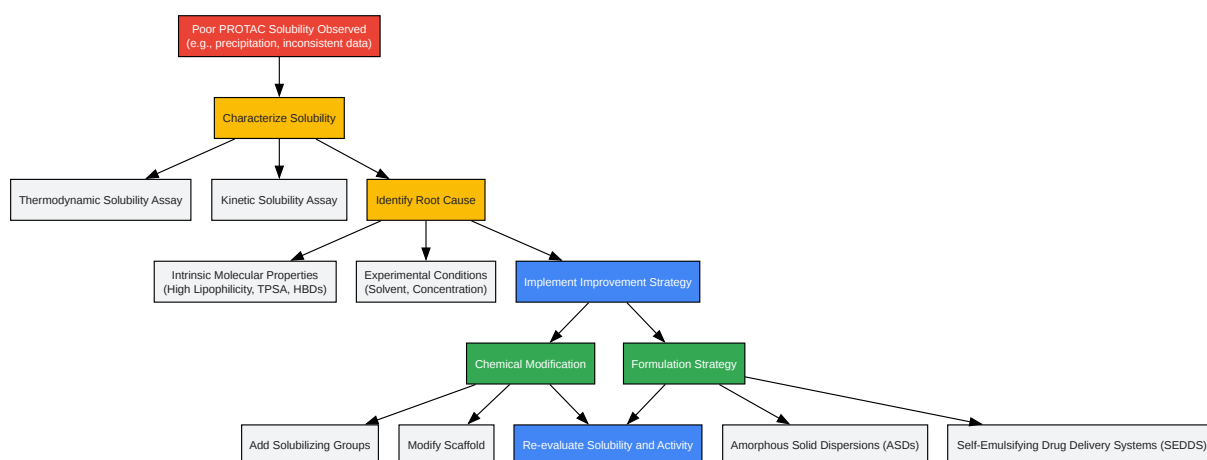 Poor PROTAC Solubility Observed
(e.g., precipitation, inconsistent data)
Characterize Solubility
Thermodynamic Solubility Assay
Kinetic Solubility Assay
Identify Root Cause
Intrinsic Molecular Properties
(High Lipophilicity, TPSA, HBDs)
Experimental Conditions
(Solvent, Concentration)
Implement Improvement Strategy
Chemical Modification
Formulation Strategy
Add Solubilizing Groups
Modify Scaffold
Re-evaluate Solubility and Activity
Amorphous Solid Dispersions (ASDs)
Self-Emulsifying Drug Delivery Systems (SEDDS)